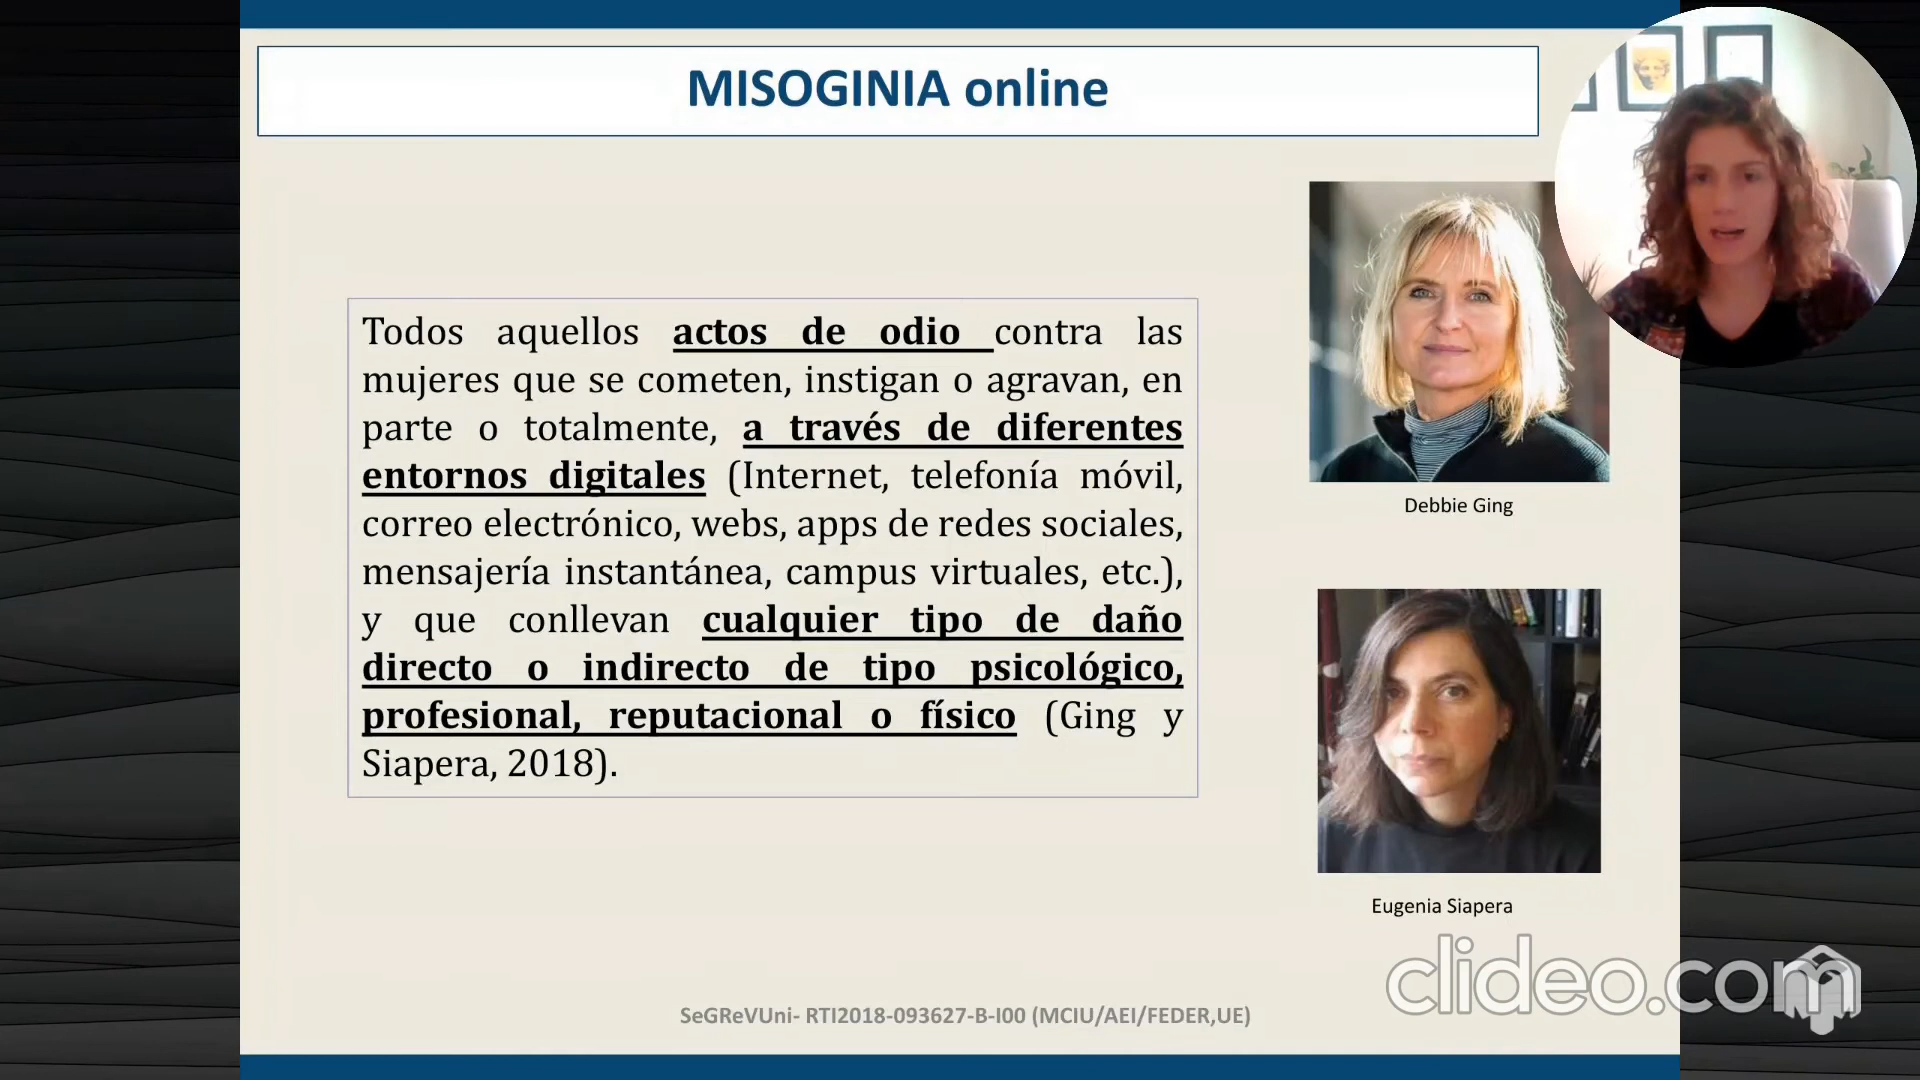 MISOGINIA online
Todos aquellos actos de odio contra las
mujeres que se cometen, instigan o agravan, en
parte o totalmente, a través de diferentes
entornos digitales (Internet, telefonía móvil,
correo electrónico, webs, apps de redes sociales,
mensajería instantánea, campus virtuales, etc.),
y que conllevan cualquier tipo de daño
directo o indirecto de tipo psicológico,
profesional, reputacional o físico (Ging y
Siapera, 2018).
Debbie Ging
Eugenia Siapera
clideo.com
SeGReVUni- RTI2018-093627-B-I00 (MCIU/AEI/FEDER,UE)